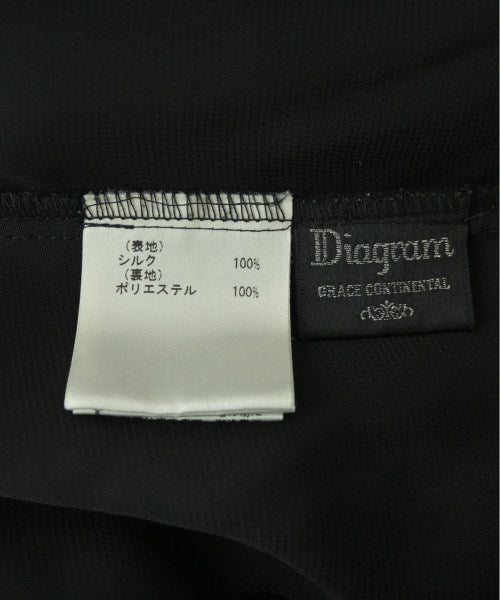 (表地)
シルク 100%
(裏地)
ポリエステル 100%
Diagram
GRACE CONTINENTAL